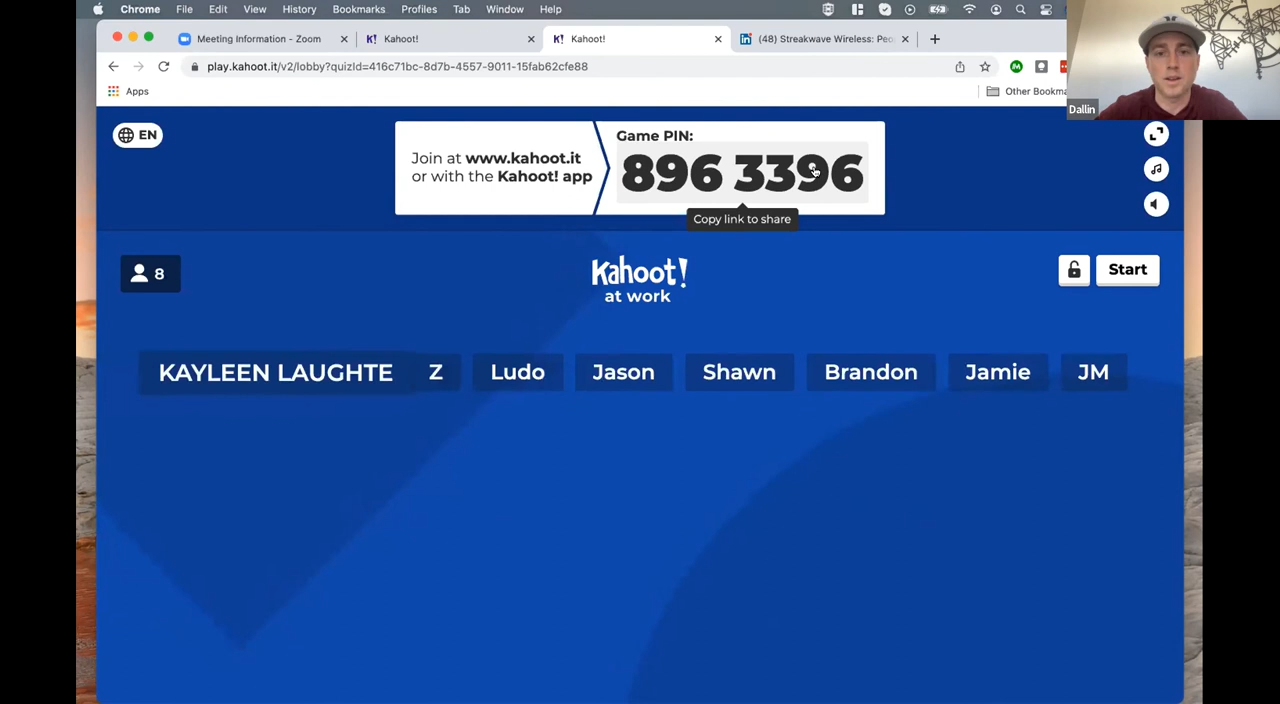 Chrome File Edit View History Bookmarks Profiles Tab Window Help
Meeting Information - Zoom
Kahoot!
Kahoot!
(48) Streakwave Wireless: Peo
play.kahoot.it/v2/lobby?quizId=416c71bc-8d7b-4557-9011-15fab62cfe88
Apps
Other Bookma
Dallin
EN
Join at www.kahoot.it
or with the Kahoot! app
Game PIN:
896 3396
Copy link to share
8
Kahoot!
at work
Start
KAYLEEN LAUGHTE Z Ludo Jason Shawn Brandon Jamie JM